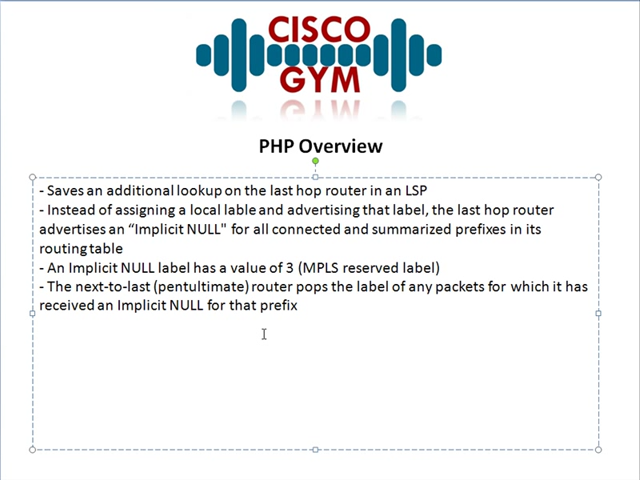 CISCO
GYM
PHP Overview
- Saves an additional lookup on the last hop router in an LSP
- Instead of assigning a local lable and advertising that label, the last hop router
advertises an “Implicit NULL" for all connected and summarized prefixes in its
routing table
- An Implicit NULL label has a value of 3 (MPLS reserved label)
- The next-to-last (pentultimate) router pops the label of any packets for which it has
received an Implicit NULL for that prefix